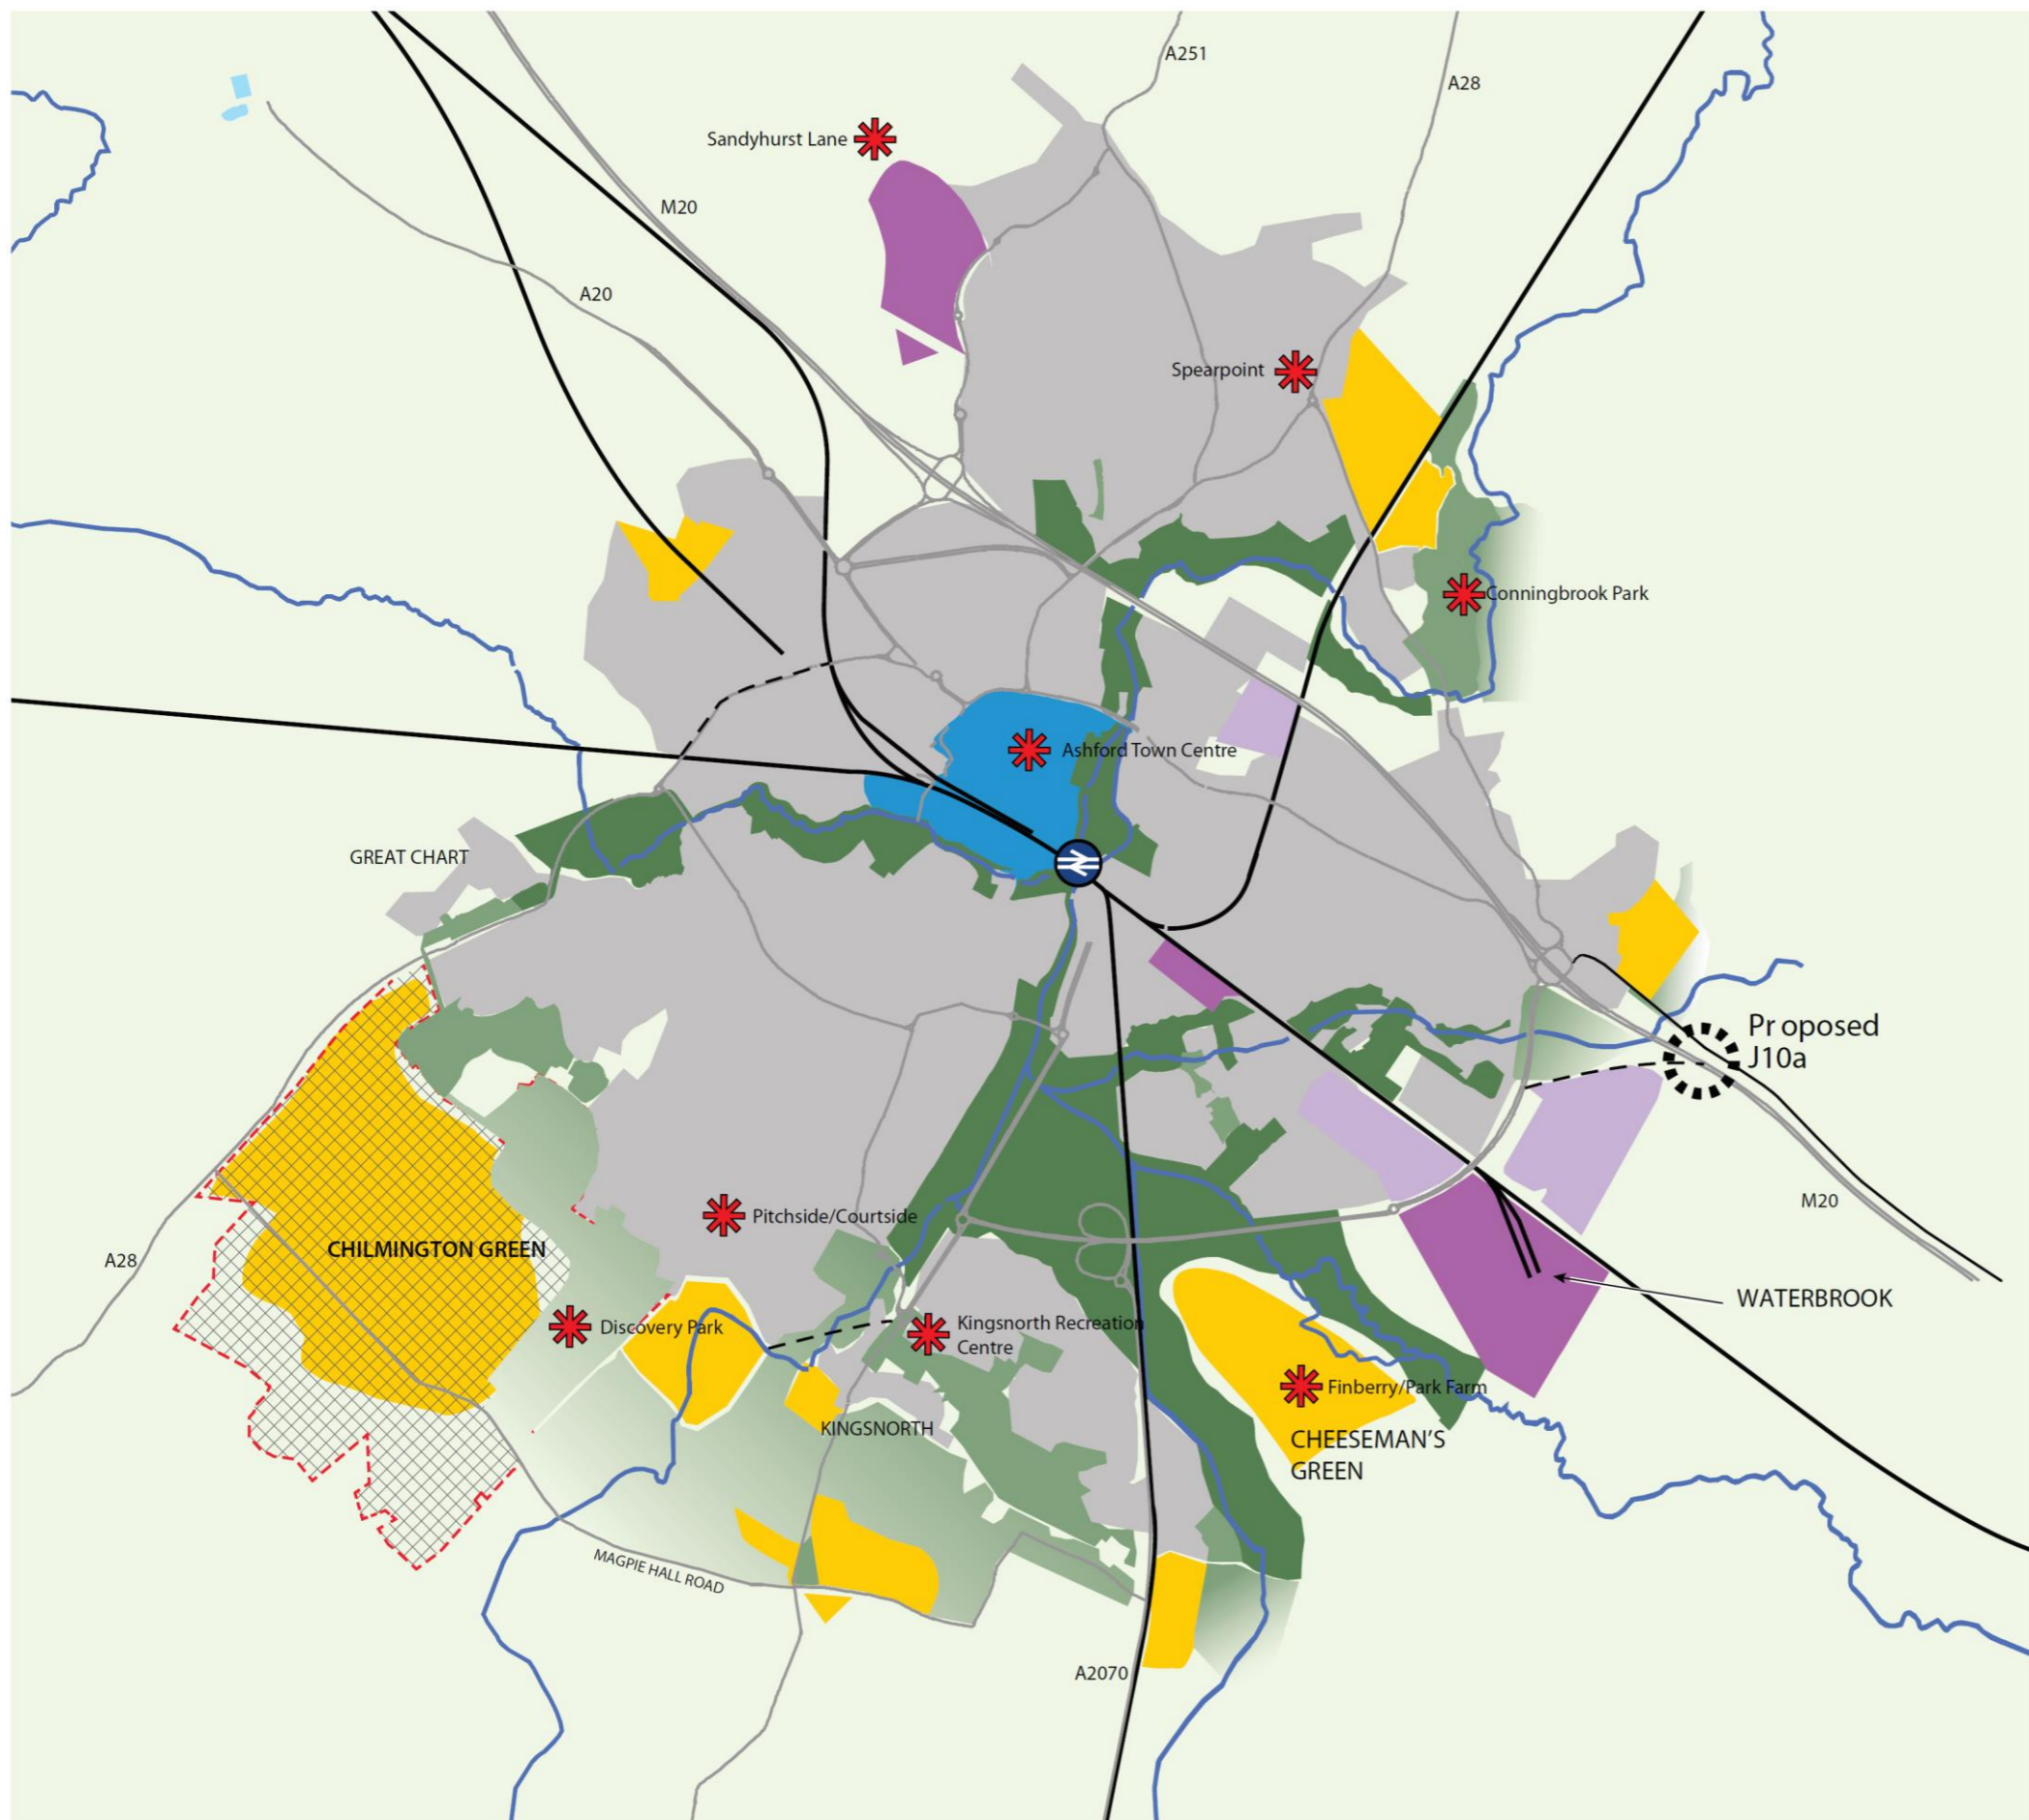 A251
A28
Sandyhurst Lane
M20
A20
Spearpoint
Conningbrook Park
Ashford Town Centre
GREAT CHART
Pr oposed
J10a
M20
Pitchside/Courtside
CHILMINGTON GREEN
A28
WATERBROOK
Discovery Park
Kingsnorth Recreation
Centre
Finberry/Park Farm
KINGSNORTH
CHEESEMAN'S
GREEN
MAGPIE HALL ROAD
A2070